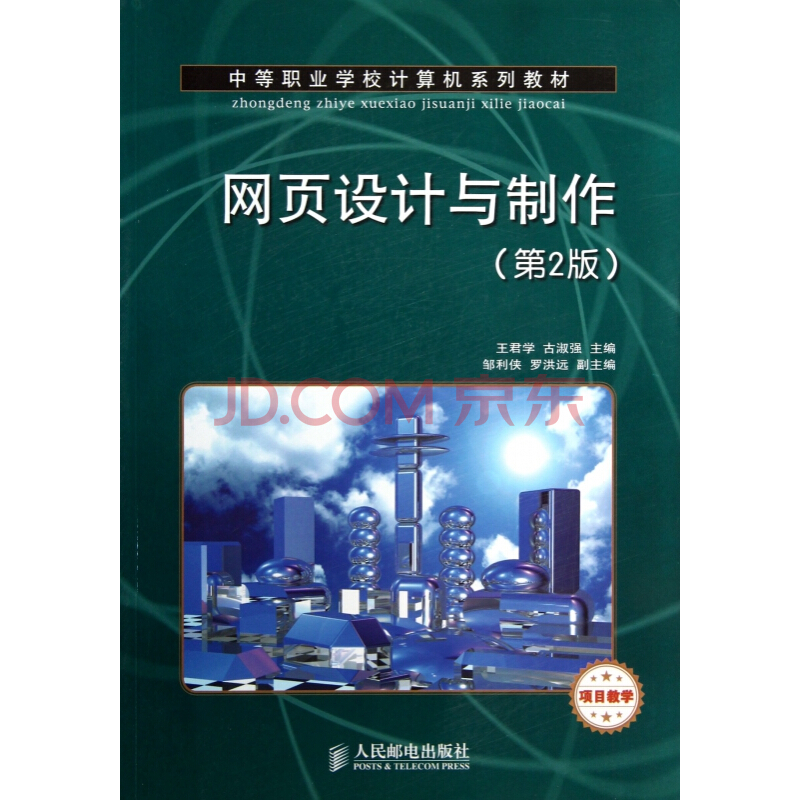 中等职业学校计算机系列教材
zhongdeng zhiye xuexiao jisuanji xilie jiaocai
网页设计与制作
（第2版）
王君学 古淑强 主编
邹利侠 罗洪远 副主编
JD.COM 京东
项目教学
人民邮电出版社
POSTS & TELECOM PRESS